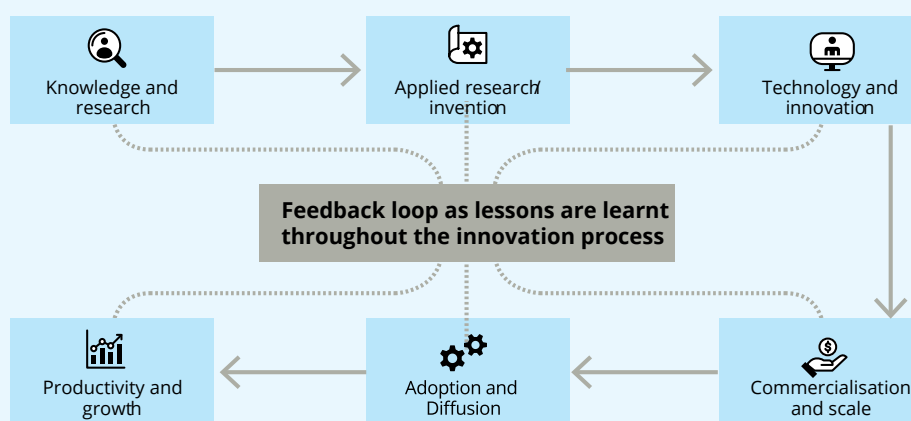 Knowledge and
research
Applied research/
invention
Technology and
innovation
Feedback loop as lessons are learnt
throughout the innovation process
Productivity and
growth
Adoption and
Diffusion
$
Commercialisation
and scale